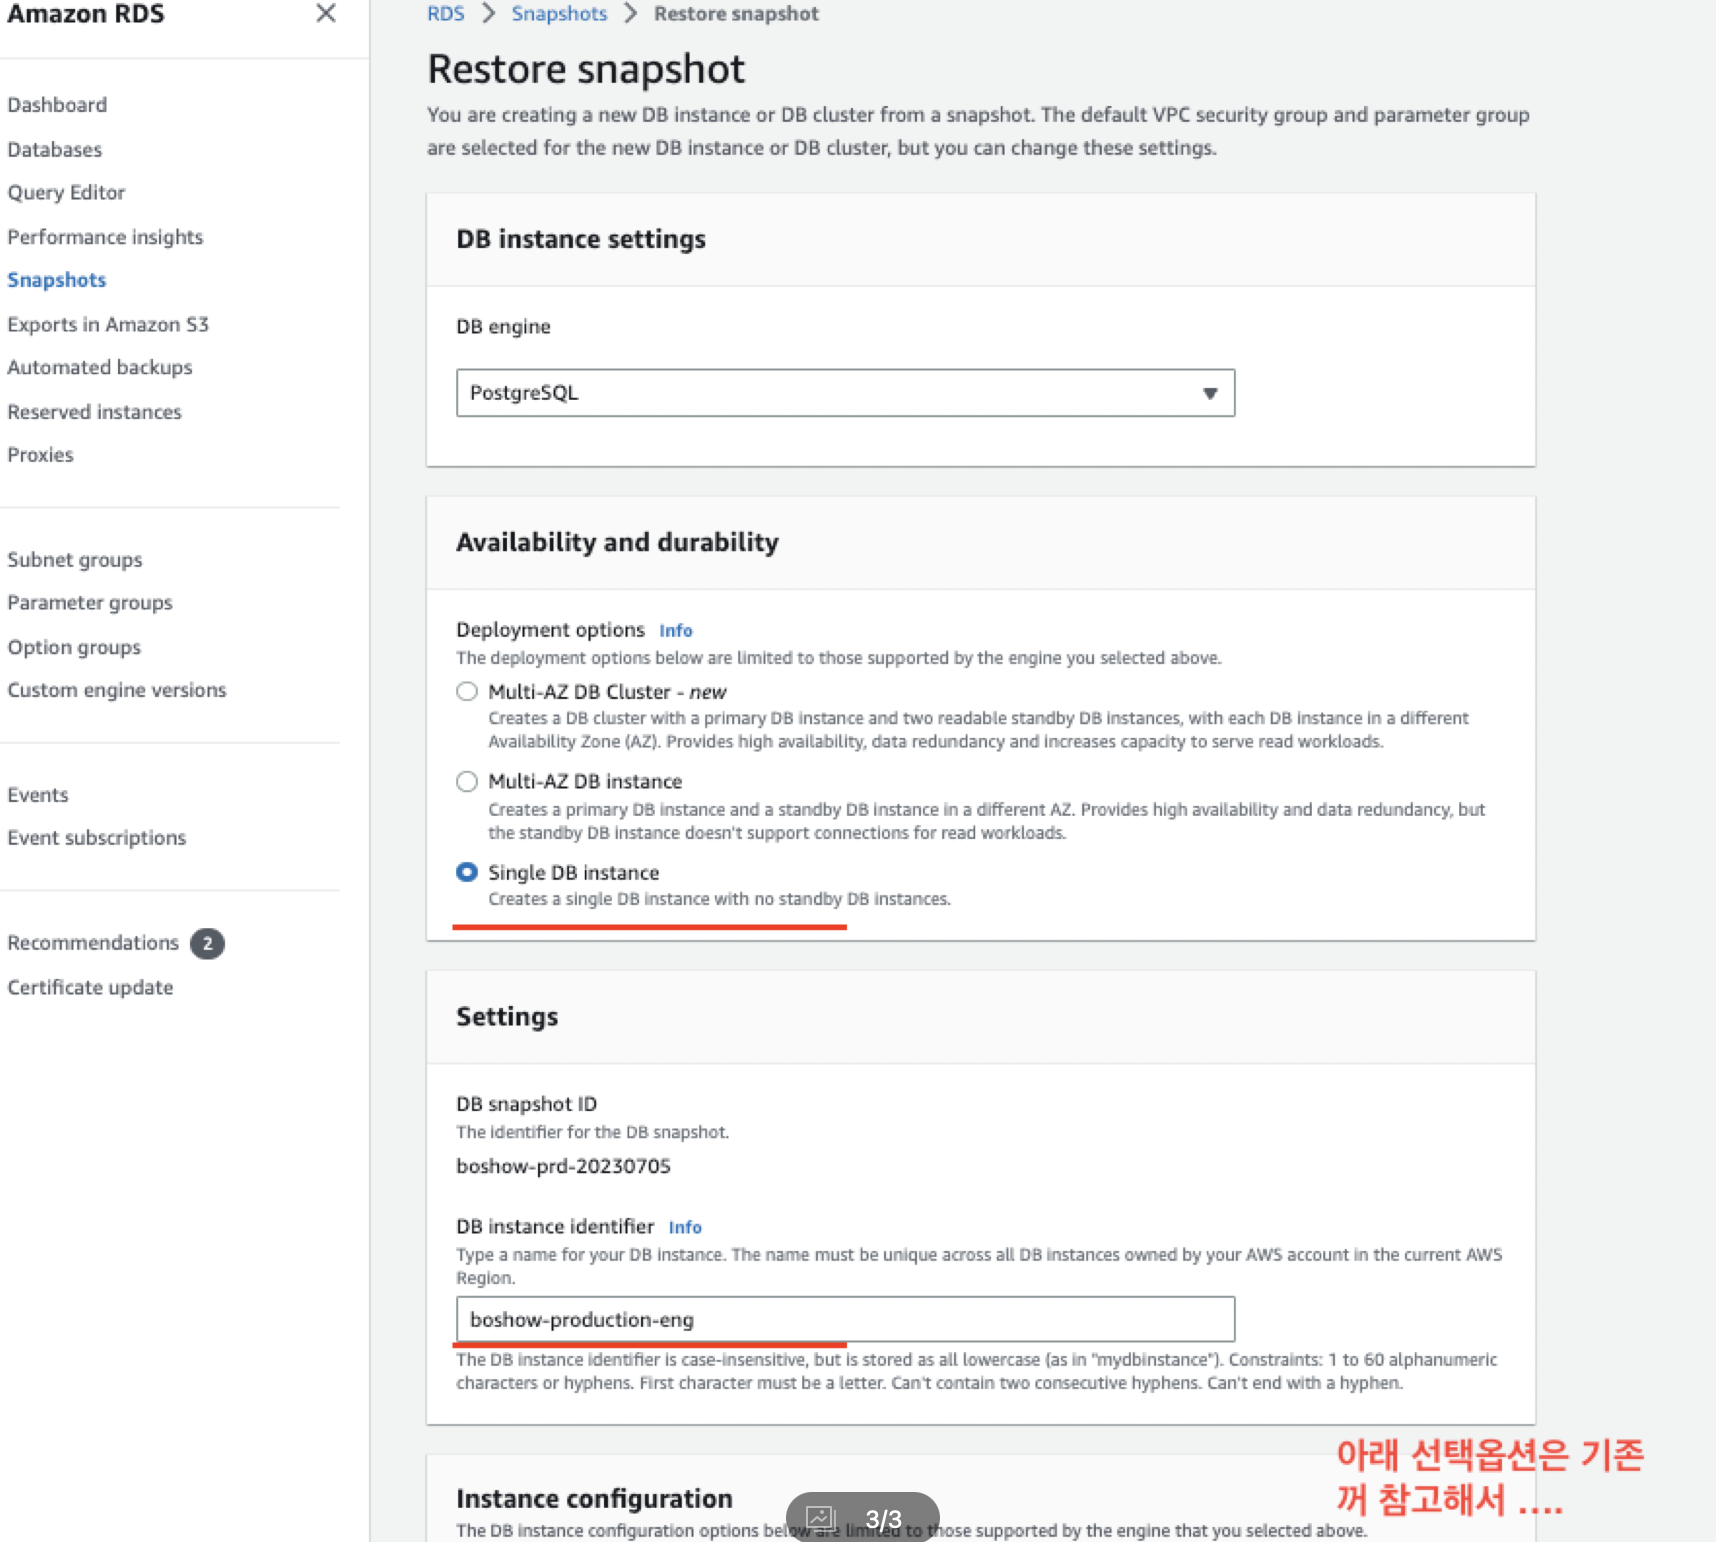 Amazon RDS
Dashboard
Databases
Query Editor
Performance insights
Snapshots
Exports in Amazon S3
Automated backups
Reserved instances
Proxies
Subnet groups
Parameter groups
Option groups
Custom engine versions
Events
Event subscriptions
Recommendations 2
Certificate update
RDS > Snapshots > Restore snapshot
Restore snapshot
You are creating a new DB instance or DB cluster from a snapshot. The default VPC security group and parameter group
are selected for the new DB instance or DB cluster, but you can change these settings.
DB instance settings
DB engine
PostgreSQL
Availability and durability
Deployment options Info
The deployment options below are limited to those supported by the engine you selected above.
Multi-AZ DB Cluster - new
Creates a DB cluster with a primary DB instance and two readable standby DB instances, with each DB instance in a different
Availability Zone (AZ). Provides high availability, data redundancy and increases capacity to serve read workloads.
Multi-AZ DB instance
Creates a primary DB instance and a standby DB instance in a different AZ. Provides high availability and data redundancy, but
the standby DB instance doesn't support connections for read workloads.
Single DB instance
Creates a single DB instance with no standby DB instances.
Settings
DB snapshot ID
The identifier for the DB snapshot.
boshow-prd-20230705
DB instance identifier Info
Type a name for your DB instance. The name must be unique across all DB instances owned by your AWS account in the current AWS
Region.
boshow-production-eng
The DB instance identifier is case-insensitive, but is stored as all lowercase (as in "mydbinstance"). Constraints: 1 to 60 alphanumeric
characters or hyphens. First character must be a letter. Can't contain two consecutive hyphens. Can't end with a hyphen.
아래 선택옵션은 기존
꺼 참고해서 ....
Instance configuration
3/3
The DB instance configuration options below are limited to those supported by the engine that you selected above.